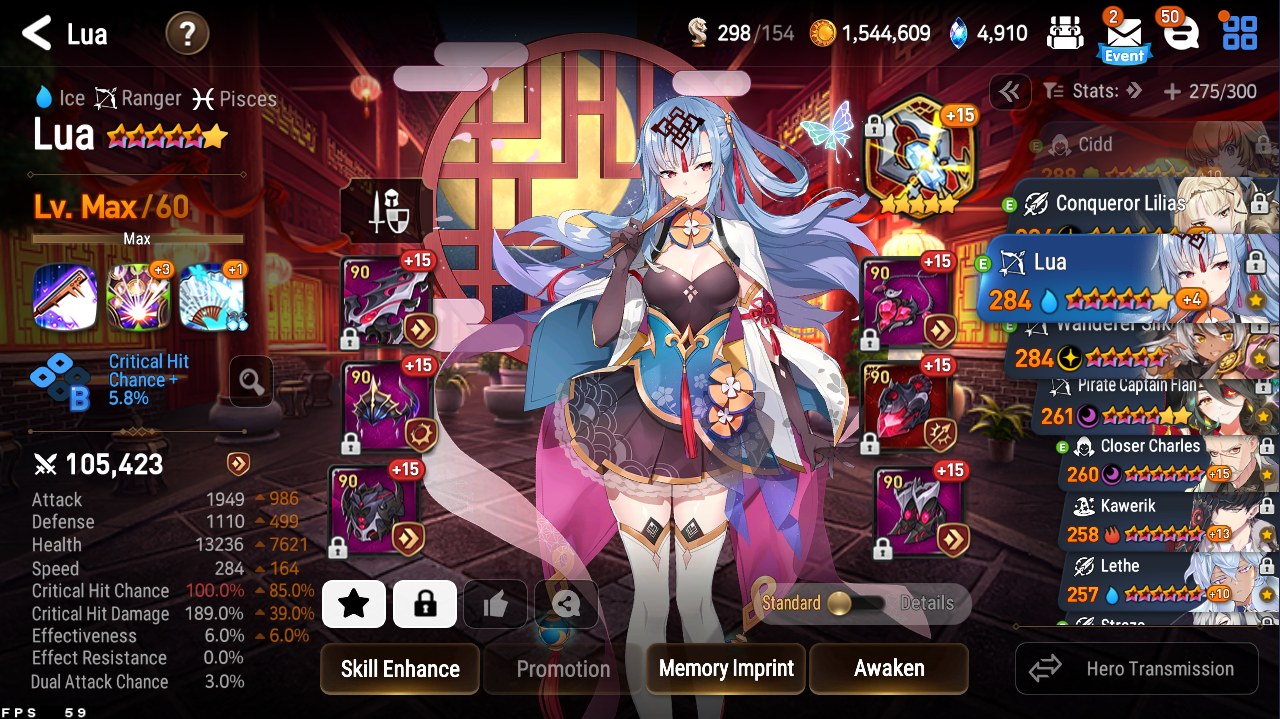 Lua
?
298/154
1,544,609
4,910
2
Event
50
Ice Ranger Pisces
Lua
Lv. Max/60
Max
+3
+1
Critical Hit
Chance +
5.8%
B
105,423
Attack 1949 986
Defense 1110 499
Health 13236 7621
Speed 284 164
Critical Hit Chance 100.0% 85.0%
Critical Hit Damage 189.0% 39.0%
Effectiveness 6.0% 6.0%
Effect Resistance 0.0%
Dual Attack Chance 3.0%
FPS 59
90 +15
90 +15
90 +15
+15
90 +15
90 +15
90 +15
Standard Details
Skill Enhance
Promotion
Memory Imprint
Awaken
Stats:
275/300
E Cidd
288
E Conqueror Lilias
E Lua
284 +4
E Wanderer Silk
284
Pirate Captain Flan
261
E Closer Charles
260 +15
Kawerik
258 +13
Lethe
257 +10
Hero Transmission